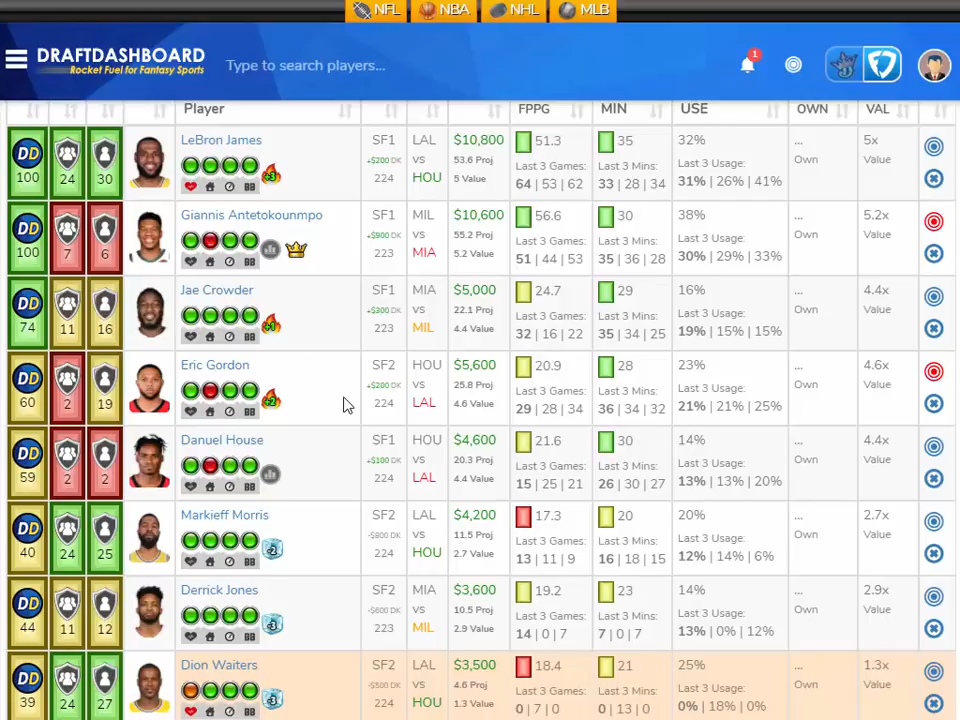 NFL NBA NHL MLB
DRAFTDASHBOARD
Rocket Fuel for Fantasy Sports
Type to search players...
1
Player FPPG MIN USE OWN VAL
DD 100 24 30 LeBron James SF1 LAL $10,800 51.3 35 32% ... 5x
+$200 DK VS 53.6 Proj Last 3 Games: Last 3 Mins: Last 3 Usage: Own Value
+3 BB 224 HOU 5 Value 64 | 53 | 62 33 | 28 | 34 31% | 26% | 41%
DD 100 7 6 Giannis Antetokounmpo SF1 MIL $10,600 56.6 30 38% ... 5.2x
+$900 DK VS 55.2 Proj Last 3 Games: Last 3 Mins: Last 3 Usage: Own Value
BB 223 MIA 5.2 Value 51 | 44 | 53 35 | 36 | 28 30% | 29% | 33%
DD 74 11 16 Jae Crowder SF1 MIA $5,000 24.7 29 16% ... 4.4x
+$300 DK VS 22.1 Proj Last 3 Games: Last 3 Mins: Last 3 Usage: Own Value
+1 BB 223 MIL 4.4 Value 32 | 16 | 22 35 | 34 | 25 19% | 15% | 15%
DD 60 2 19 Eric Gordon SF2 HOU $5,600 20.9 28 23% ... 4.6x
+$200 DK VS 25.8 Proj Last 3 Games: Last 3 Mins: Last 3 Usage: Own Value
+2 BB 224 LAL 4.6 Value 29 | 28 | 34 36 | 34 | 32 21% | 21% | 25%
DD 59 2 2 Danuel House SF1 HOU $4,600 21.6 30 14% ... 4.4x
+$100 DK VS 20.3 Proj Last 3 Games: Last 3 Mins: Last 3 Usage: Own Value
BB 224 LAL 4.4 Value 15 | 25 | 21 26 | 30 | 27 13% | 13% | 20%
DD 40 24 25 Markieff Morris SF2 LAL $4,200 17.3 20 20% ... 2.7x
-$800 DK VS 11.5 Proj Last 3 Games: Last 3 Mins: Last 3 Usage: Own Value
-2 BB 224 HOU 2.7 Value 13 | 11 | 9 16 | 18 | 15 12% | 14% | 6%
DD 44 11 12 Derrick Jones SF2 MIA $3,600 19.2 23 14% ... 2.9x
-$600 DK VS 10.5 Proj Last 3 Games: Last 3 Mins: Last 3 Usage: Own Value
-3 BB 223 MIL 2.9 Value 14 | 0 | 7 7 | 0 | 7 13% | 0% | 12%
DD 39 24 27 Dion Waiters SF2 LAL $3,500 18.4 21 25% ... 1.3x
-$500 DK VS 4.6 Proj Last 3 Games: Last 3 Mins: Last 3 Usage: Own Value
-3 BB 224 HOU 1.3 Value 0 | 7 | 0 0 | 13 | 0 0% | 18% | 0%